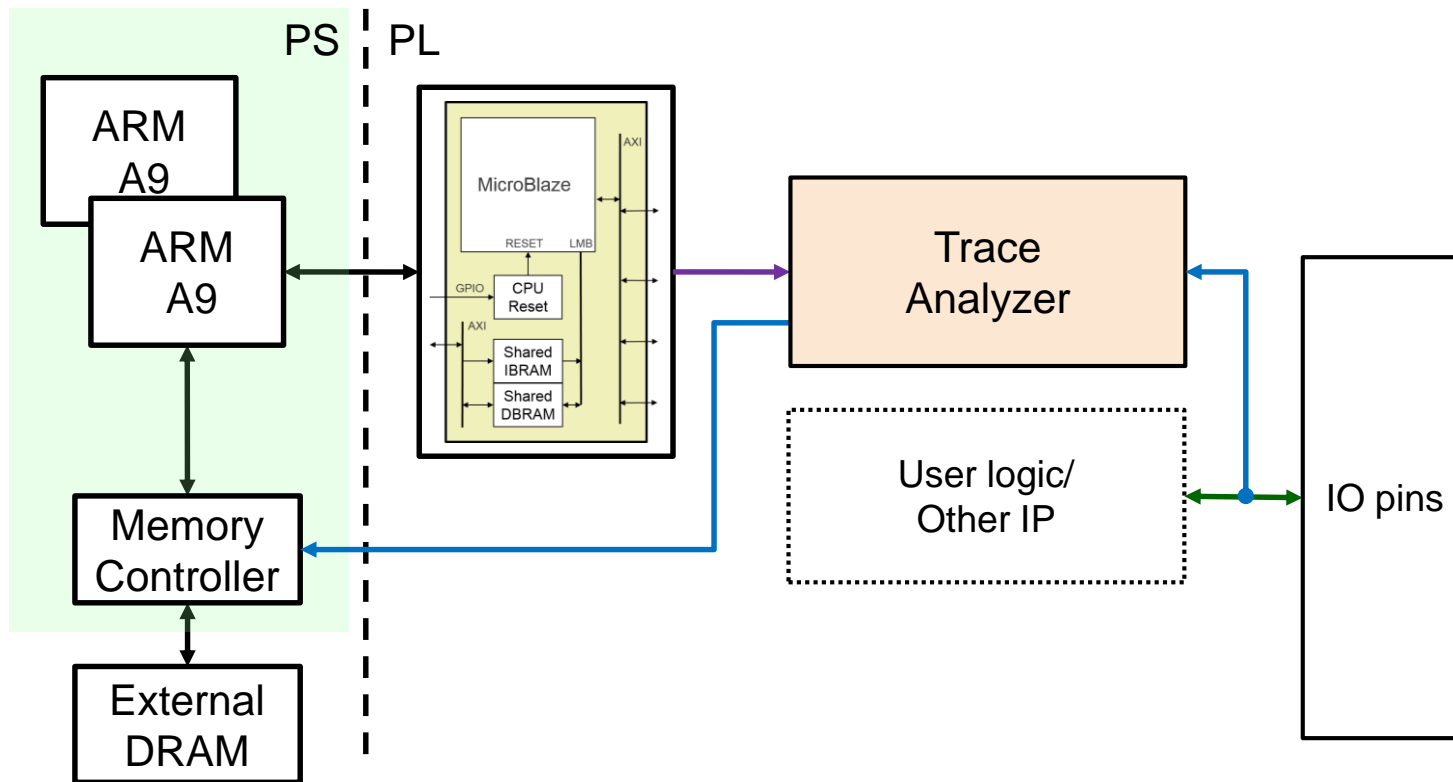 PS
PL
ARM
A9
ARM
A9
Memory
Controller
External
DRAM
AXI
MicroBlaze
RESET
LMB
GPIO
CPU
Reset
AXI
Shared
IBRAM
Shared
DBRAM
Trace
Analyzer
User logic/
Other IP
IO pins